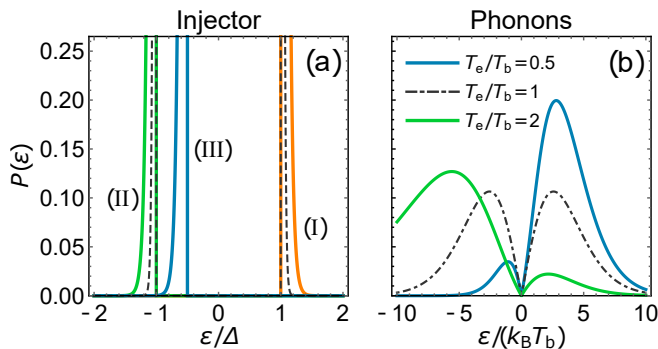 Injector
(a)
P(ε)
0.25
0.20
0.15
0.10
0.05
0.00
(II)
(III)
(I)
-2 -1 0 1 2
ε/Δ
Phonons
(b)
Te/Tb=0.5
Te/Tb=1
Te/Tb=2
-10 -5 0 5 10
ε/(kBTb)